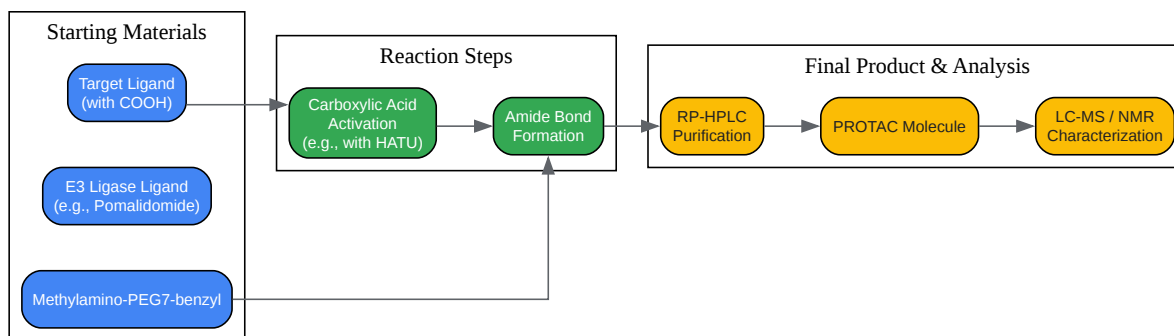 Starting Materials
Target Ligand
(with COOH)
E3 Ligase Ligand
(e.g., Pomalidomide)
Methylamino-PEG7-benzyl
Reaction Steps
Carboxylic Acid
Activation
(e.g., with HATU)
Amide Bond
Formation
Final Product & Analysis
RP-HPLC
Purification
PROTAC Molecule
LC-MS / NMR
Characterization